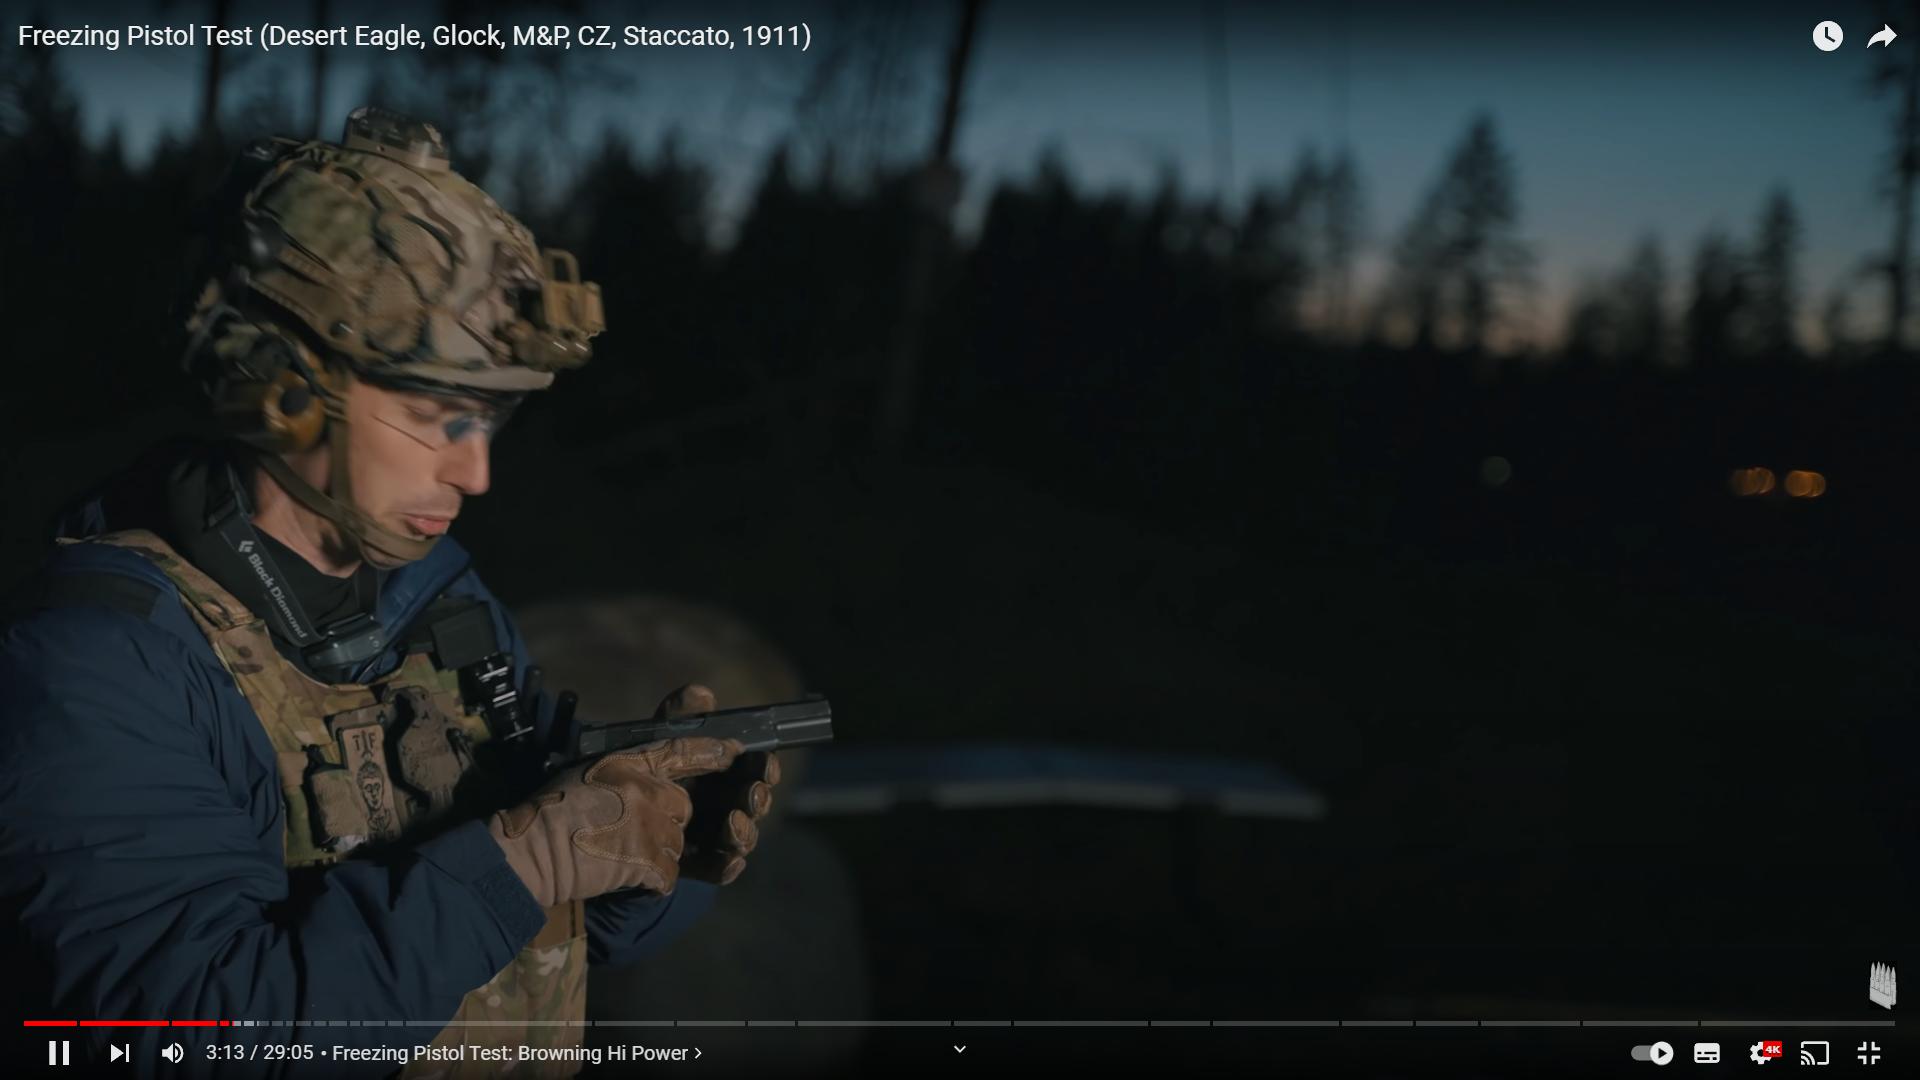 Freezing Pistol Test (Desert Eagle, Glock, M&P, CZ, Staccato, 1911)
Black Diamond
T F
3:13 / 29:05 • Freezing Pistol Test: Browning Hi Power >
4K